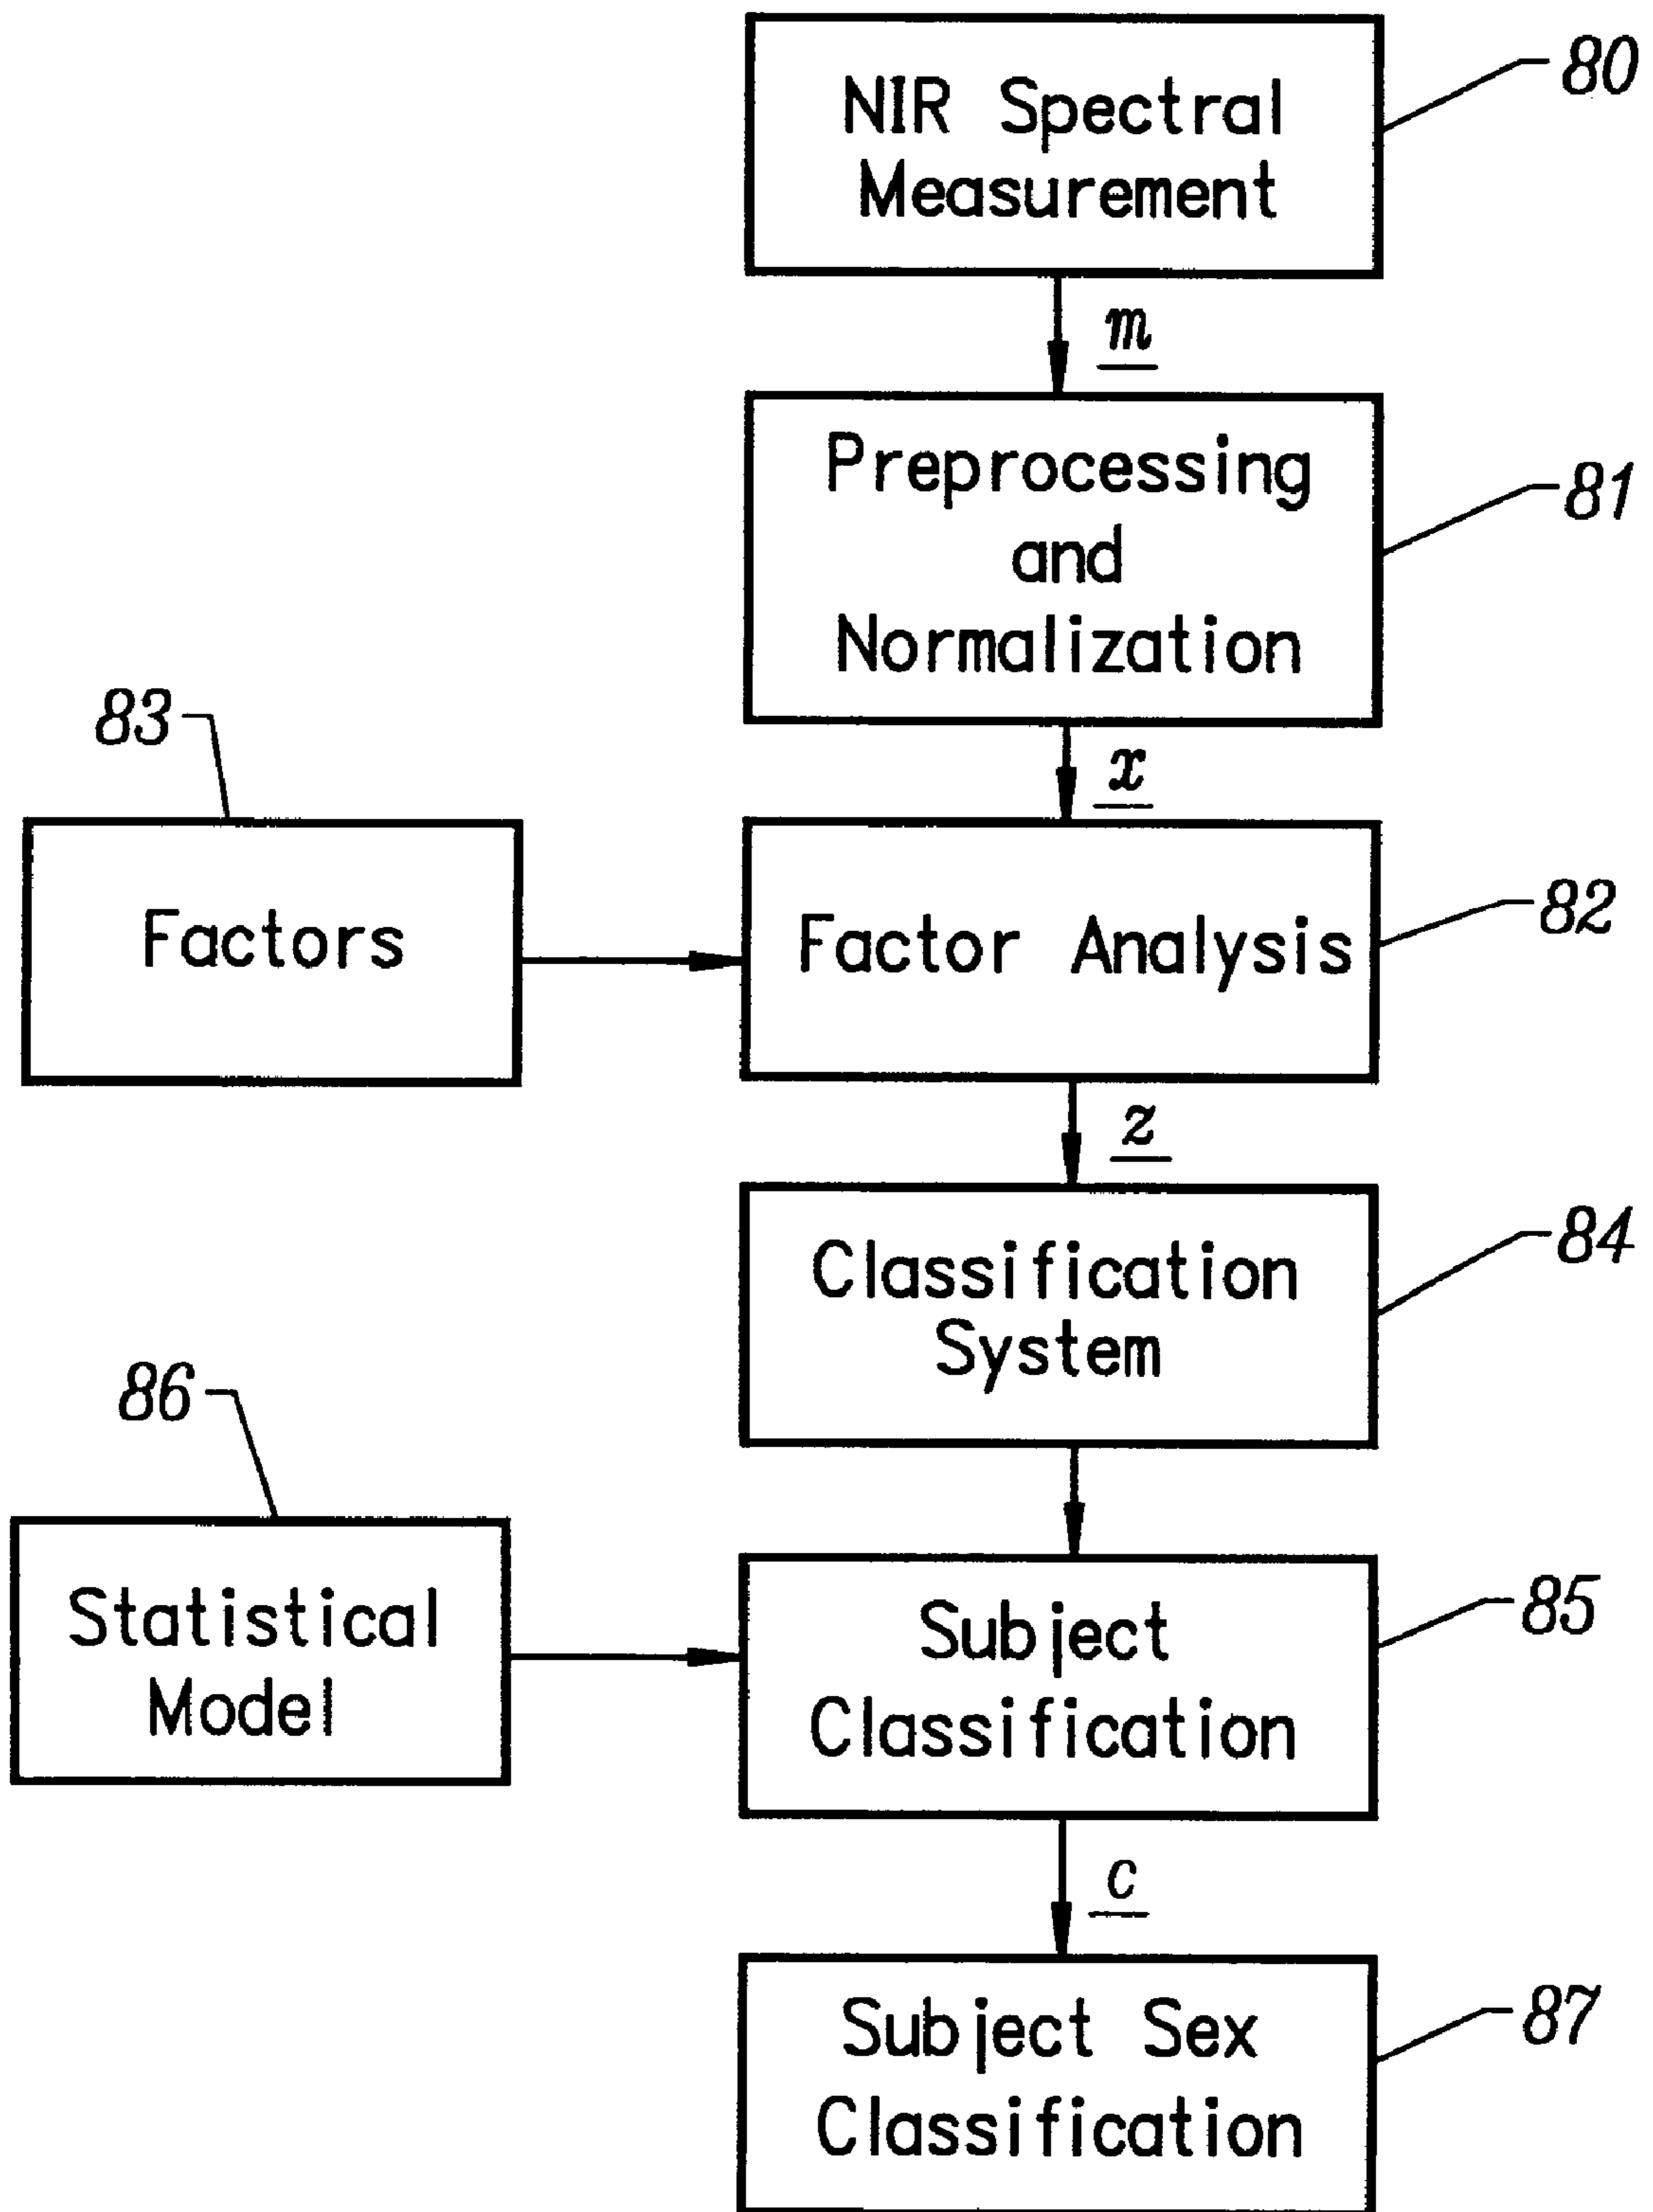 NIR Spectral
Measurement
80
m
Preprocessing
and
Normalization
81
x
83
Factors
Factor Analysis
82
z
Classification
System
84
86
Statistical
Model
Subject
Classification
85
c
Subject Sex
Classification
87